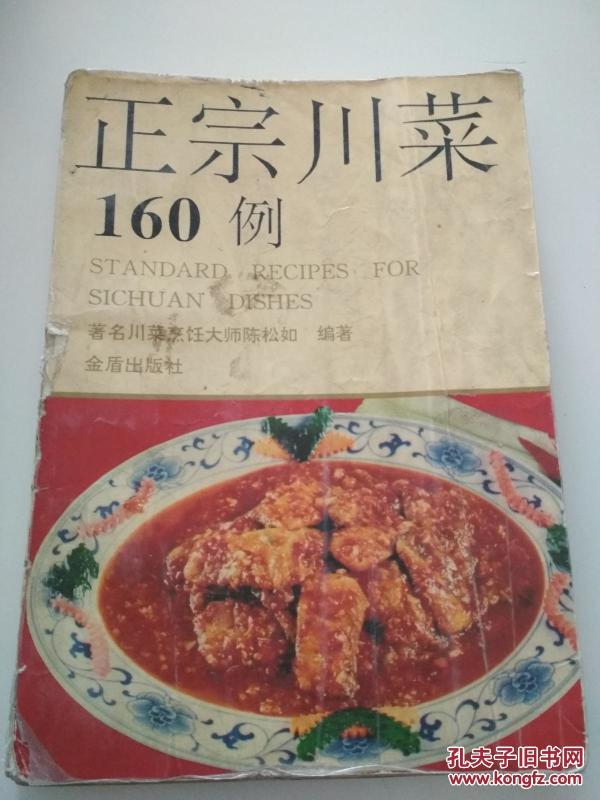 正宗川菜
160 例
STANDARD RECIPES FOR
SICHUAN DISHES
著名川菜烹饪大师陈松如 编著
金盾出版社
孔夫子旧书网
www.kongfz.com